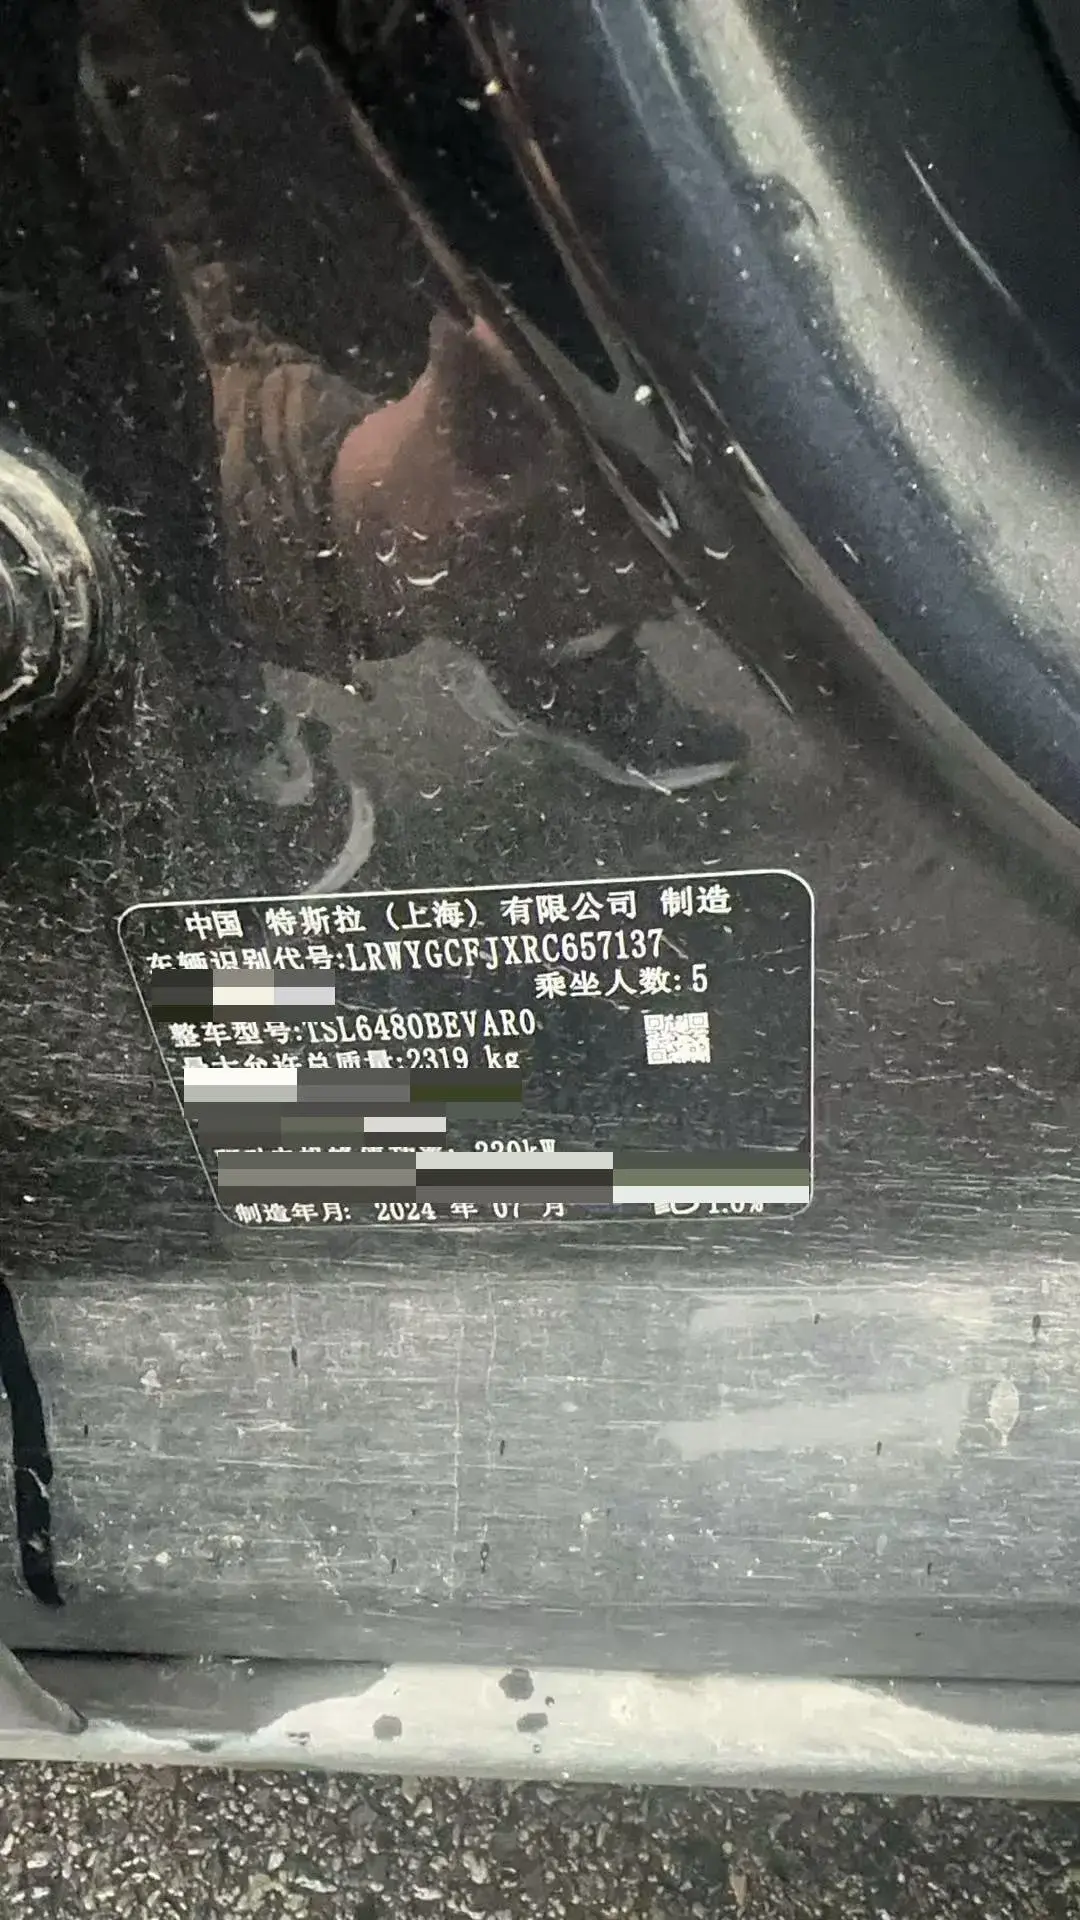 中国 特斯拉 (上海) 有限公司 制造
车辆识别代号:LRWYGCFJXRC657137
乘坐人数:5
整车型号:TSL6480BEVAR0
最大允许总质量:2319 kg
制造年月: 2024 年 07 月